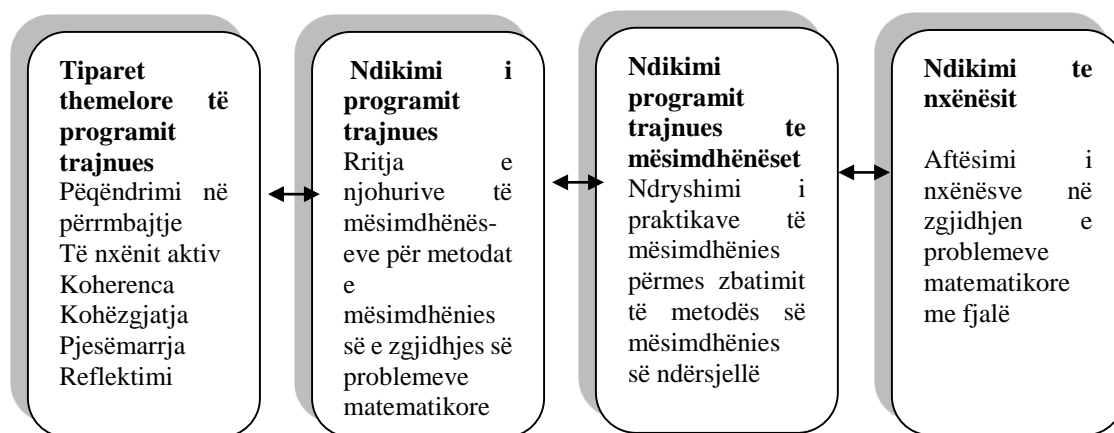 Tiparet
themelore të
programit
trajnues
Pëqëndrimi në
përrmbajtje
Të nxënit aktiv
Koherenca
Kohëzgjatja
Pjesëmarrja
Reflektimi
Ndikimi i
programit
trajnues
Rritja e
njohurive të
mësimdhënës-
eve për metodat
e
mësimdhënies
së e zgjidhjes së
problemeve
matematikore
Ndikimi
programit
trajnues te
mësimdhënëset
Ndryshimi i
praktikave të
mësimdhënies
përmes zbatimit
të metodës së
mësimdhënies
së ndërsjellë
Ndikimi te
nxënësit
Aftësimi i
nxënësve në
zgjidhjen e
problemeve
matematikore
me fjalë